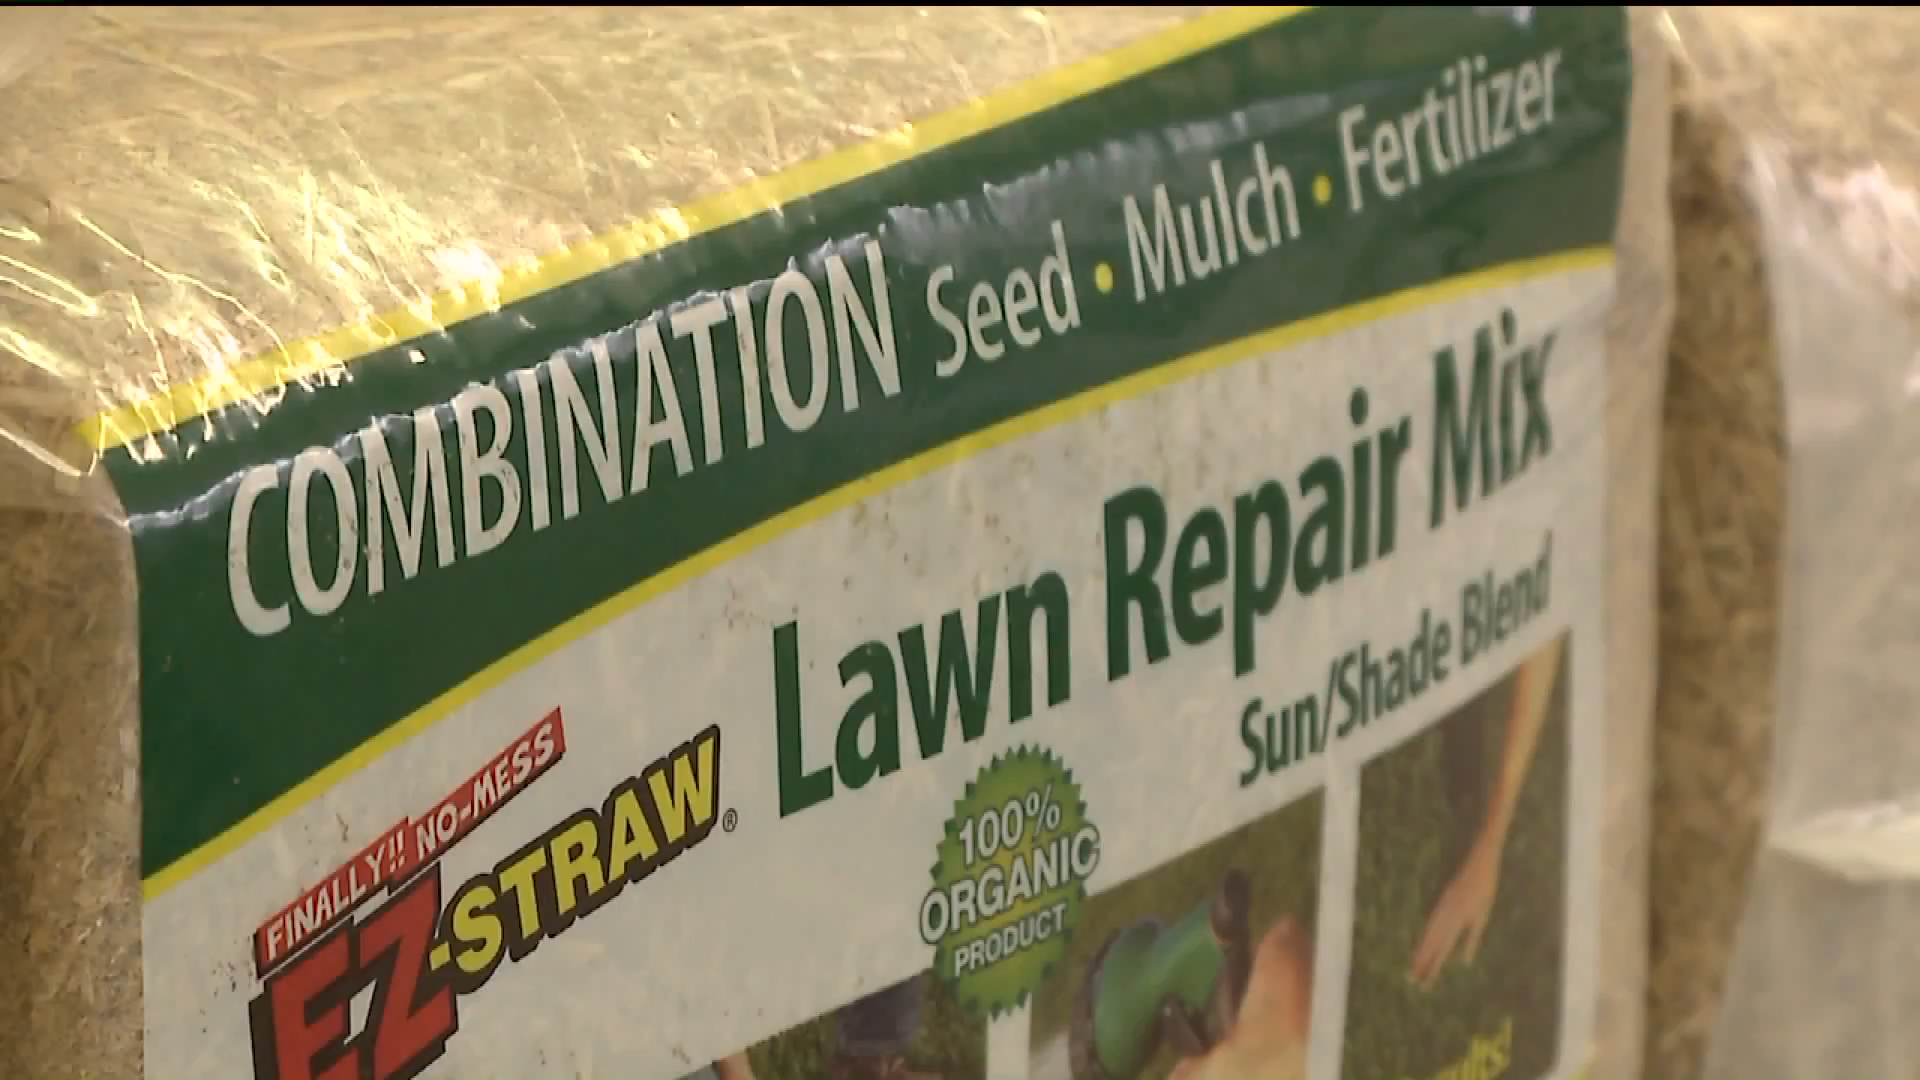 COMBINATION Seed • Mulch • Fertilizer
Lawn Repair Mix
Sun/Shade Blend
FINALLY!! NO-MESS
EZ-STRAW®
100%
ORGANIC
PRODUCT